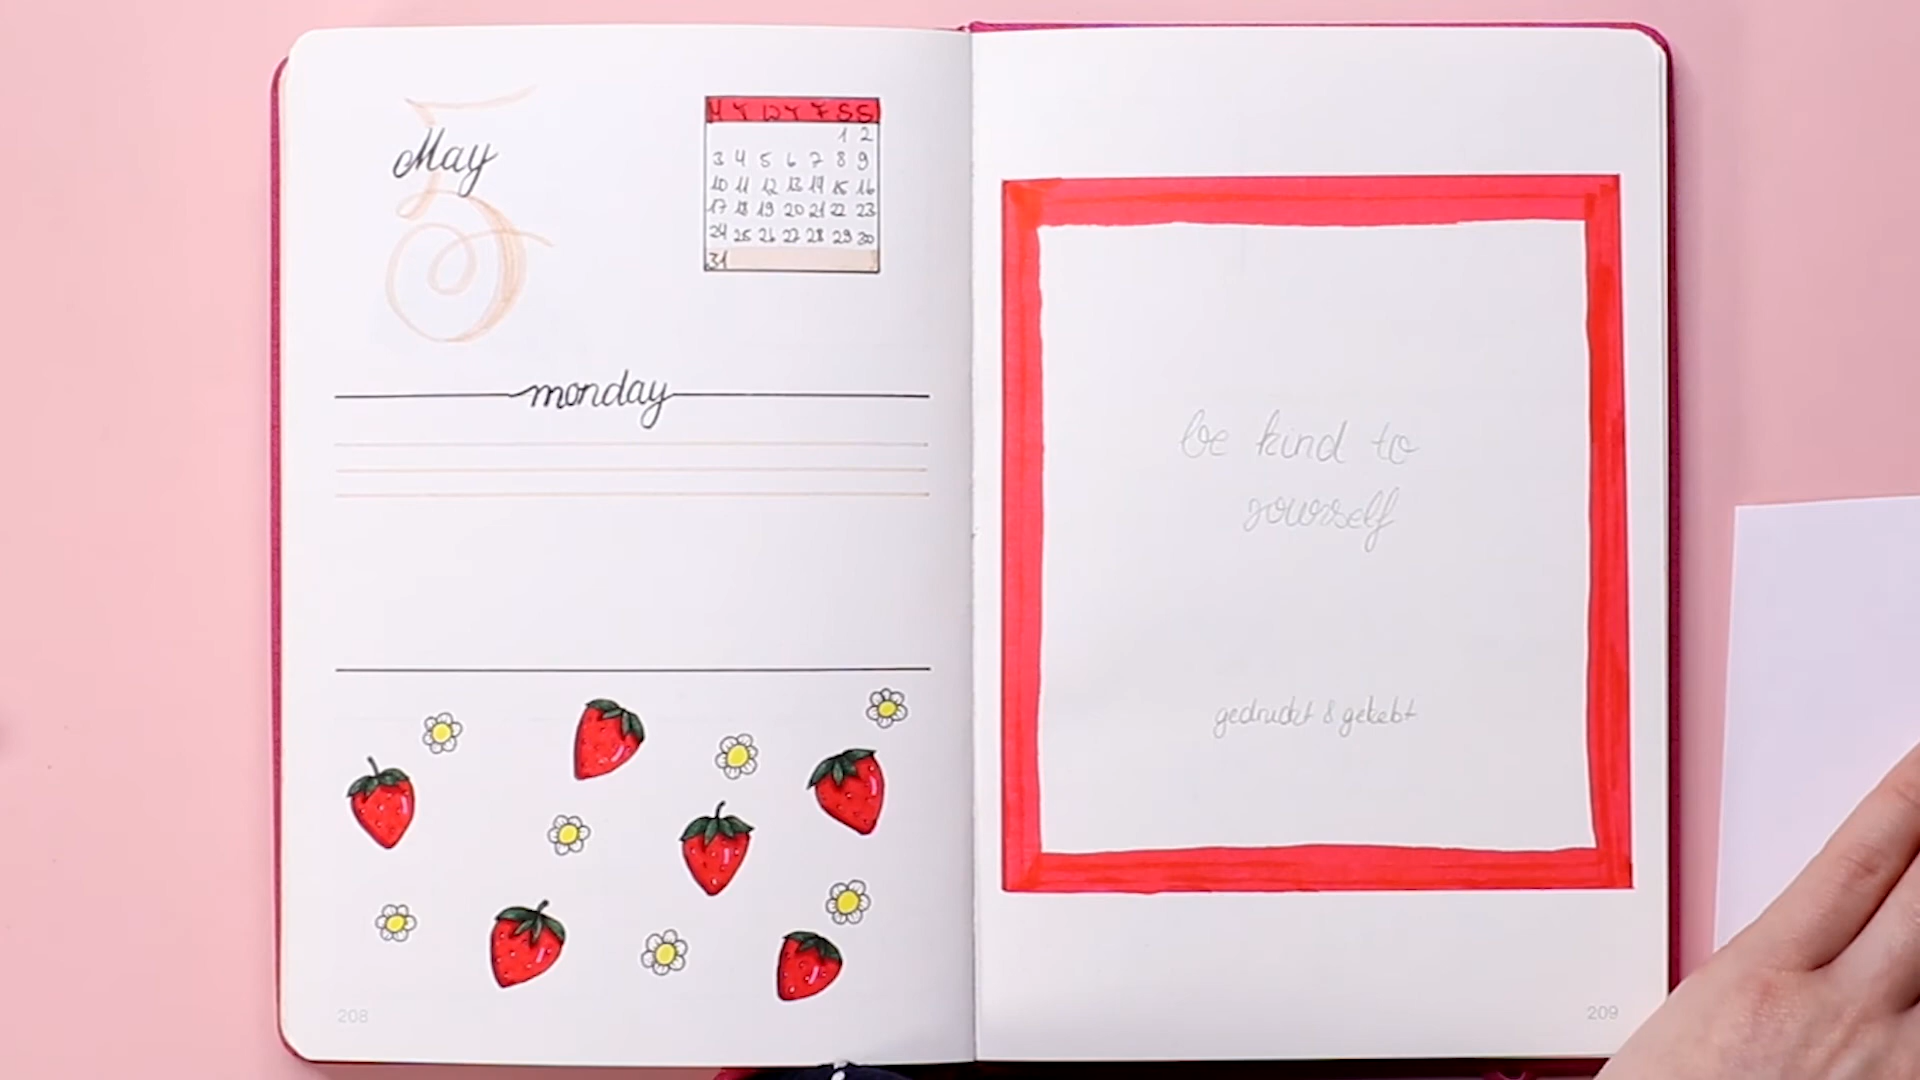 5
May
M T W T F S S
1 2
3 4 5 6 7 8 9
10 11 12 13 14 15 16
17 18 19 20 21 22 23
24 25 26 27 28 29 30
31
monday
208
be kind to
yourself
gedruckt & geklebt
209